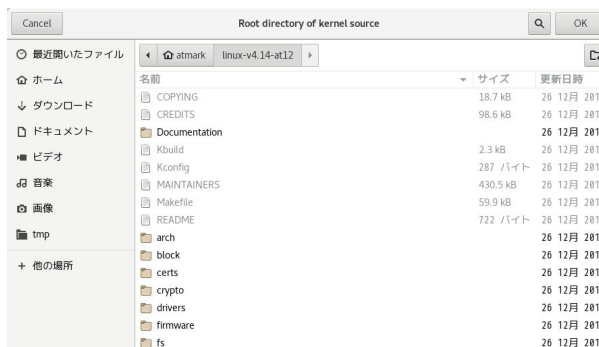 Cancel Root directory of kernel source OK
最近開いたファイル
atmark linux-v4.14-at12
ホーム
ダウンロード
ドキュメント
ビデオ
音楽
画像
tmp
他の場所
名前 サイズ 更新日時
COPYING 18.7 kB 26 12月 201
CREDITS 98.6 kB 26 12月 201
Documentation 26 12月 201
Kbuild 2.3 kB 26 12月 201
Kconfig 287 バイト 26 12月 201
MAINTAINERS 430.5 kB 26 12月 201
Makefile 59.9 kB 26 12月 201
README 722 バイト 26 12月 201
arch 26 12月 201
block 26 12月 201
certs 26 12月 201
crypto 26 12月 201
drivers 26 12月 201
firmware 26 12月 201
fs 26 12月 201